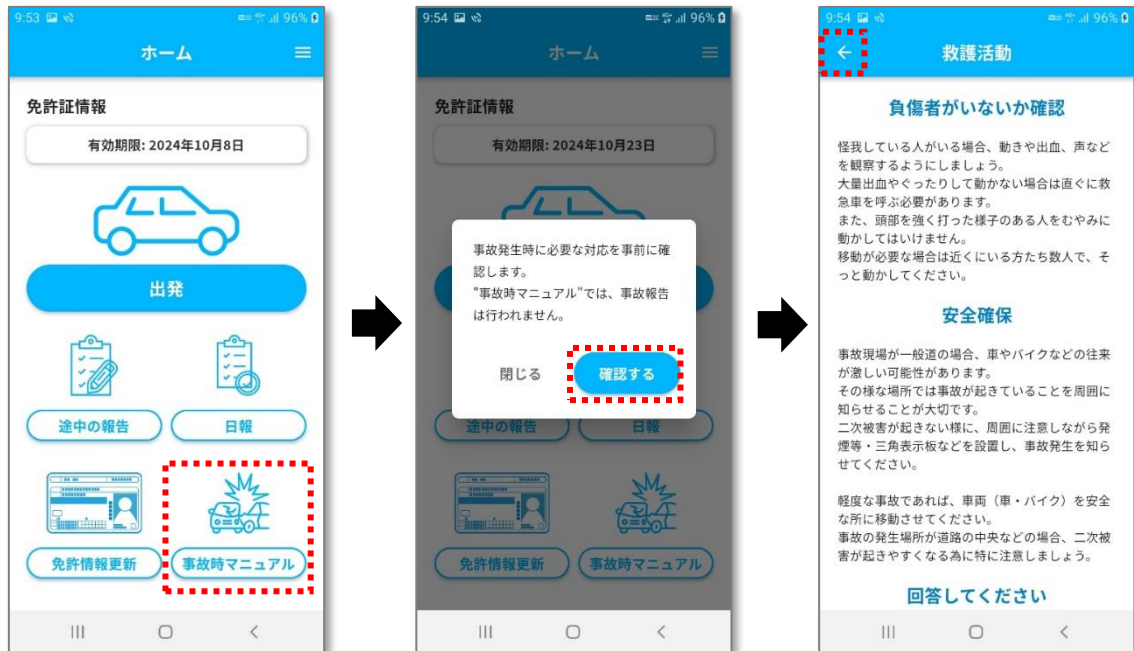 9:53
96%
ホーム
免許証情報
有効期限: 2024年10月8日
出発
途中の報告
日報
免許情報更新
事故時マニュアル
9:54
96%
ホーム
免許証情報
有効期限: 2024年10月23日
事故発生時に必要な対応を事前に確
認します。
"事故時マニュアル"では、事故報告
は行われません。
閉じる
確認する
途中の報告
日報
免許情報更新
事故時マニュアル
9:54
96%
救護活動
負傷者がいないか確認
怪我している人がいる場合、動きや出血、声など
を観察するようにしましょう。
大量出血やぐったりして動かない場合は直ぐに救
急車を呼ぶ必要があります。
また、頭部を強く打った様子のある人をむやみに
動かしてはいけません。
移動が必要な場合は近くにいる方たち数人で、そ
っと動かしてください。
安全確保
事故現場が一般道の場合、車やバイクなどの往来
が激しい可能性があります。
その様な場所では事故が起きていることを周囲に
知らせることが大切です。
二次被害が起きない様に、周囲に注意しながら発
煙等・三角表示板などを設置し、事故発生を知ら
せてください。
軽度な事故であれば、車両（車・バイク）を安全
な所に移動させてください。
事故の発生場所が道路の中央などの場合、二次被
害が起きやすくなる為に特に注意しましょう。
回答してください